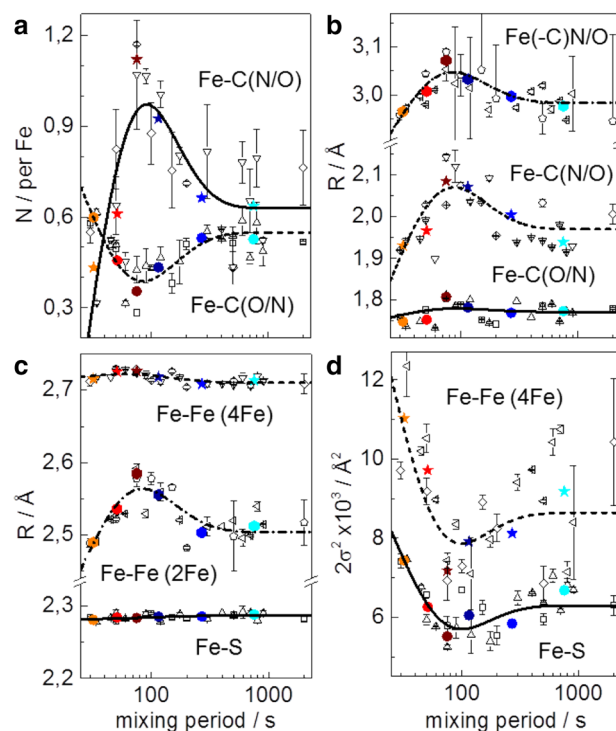 a
1,2
0,9
0,6
0,3
N / per Fe
Fe-C(N/O)
Fe-C(O/N)
b
3,1
3,0
2,1
2,0
1,9
1,8
R / Å
Fe(-C)N/O
Fe-C(N/O)
Fe-C(O/N)
c
2,7
2,6
2,5
2,3
2,2
R / Å
Fe-Fe (4Fe)
Fe-Fe (2Fe)
Fe-S
100
1000
mixing period / s
d
12
10
8
6
2σ² x10³ / Å²
Fe-Fe (4Fe)
Fe-S
100
1000
mixing period / s